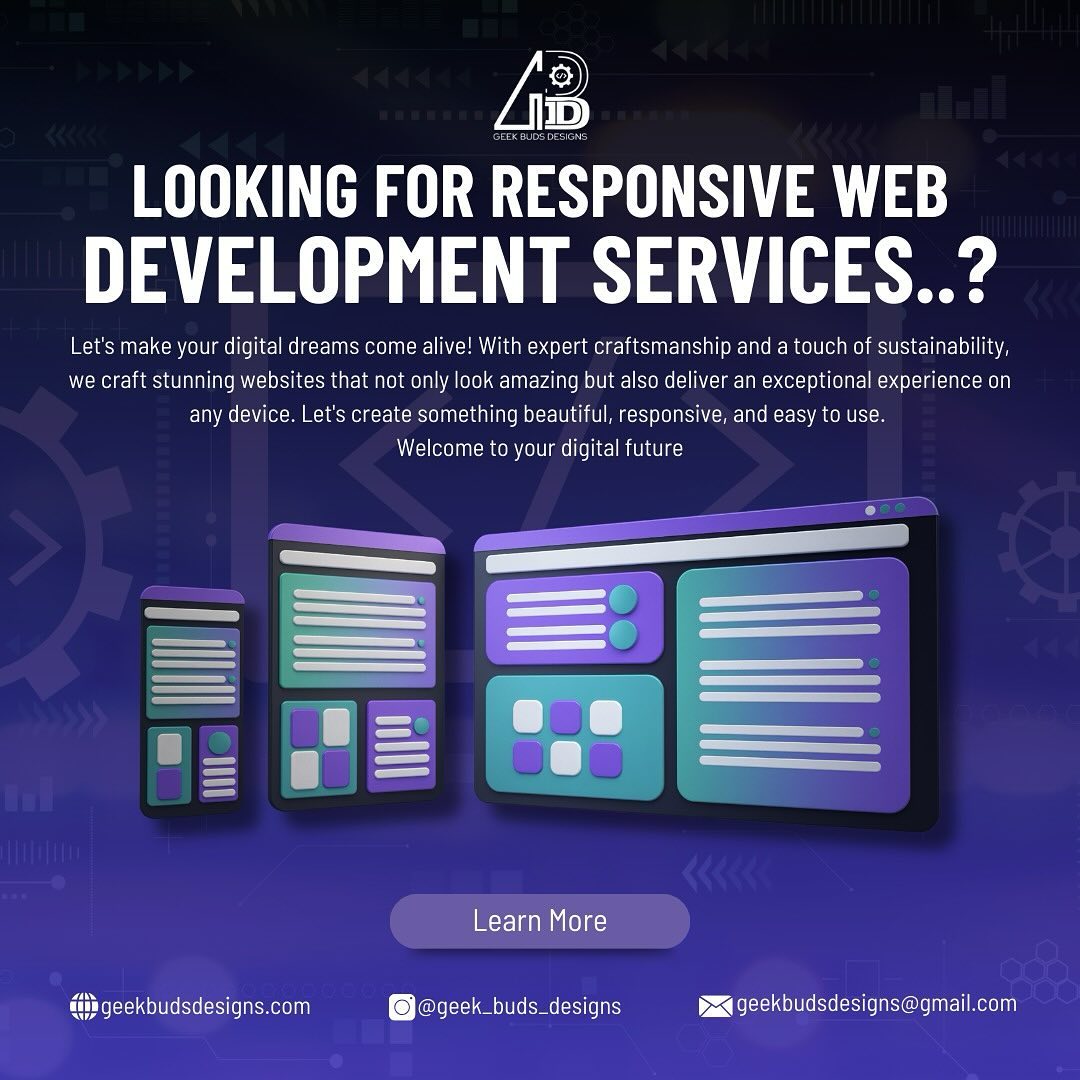 GEEK BUDS DESIGNS
LOOKING FOR RESPONSIVE WEB
DEVELOPMENT SERVICES..?
Let's make your digital dreams come alive! With expert craftsmanship and a touch of sustainability,
we craft stunning websites that not only look amazing but also deliver an exceptional experience on
any device. Let's create something beautiful, responsive, and easy to use.
Welcome to your digital future
Learn More
geekbudsdesigns.com
@geek_buds_designs
geekbudsdesigns@gmail.com